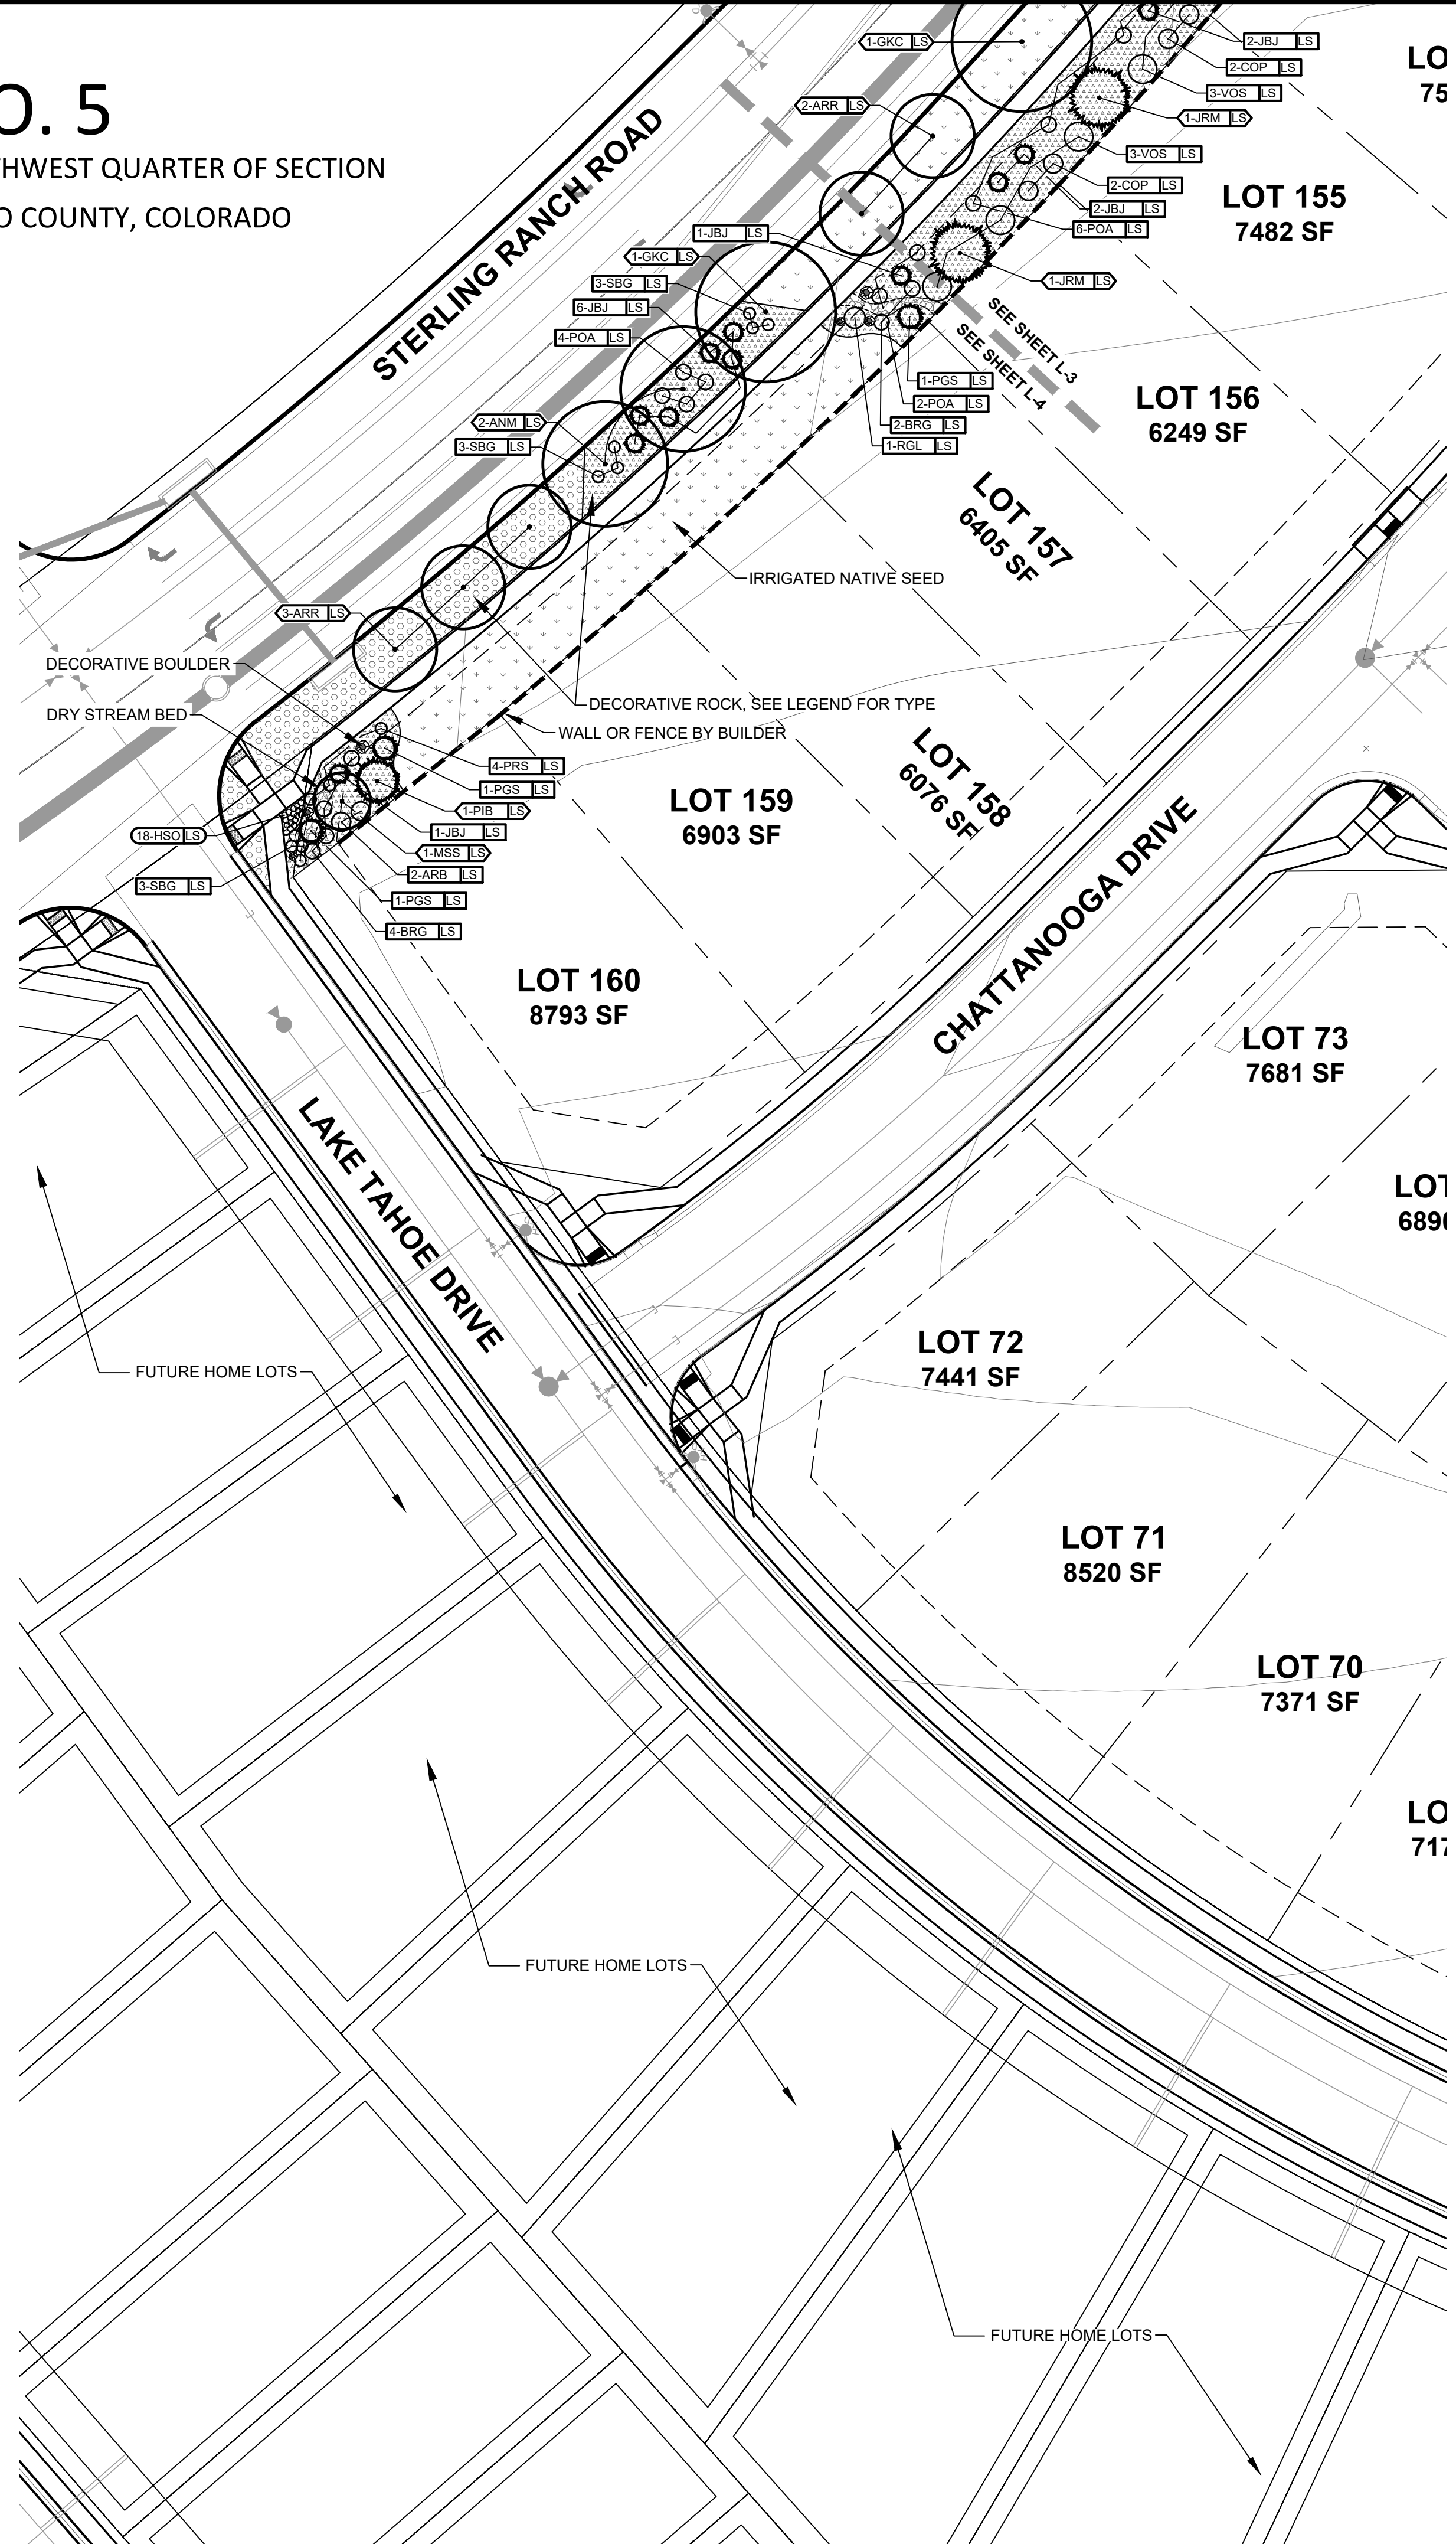 O. 5
THWEST QUARTER OF SECTION
O COUNTY, COLORADO
STERLING RANCH ROAD
1-GKC LS
2-ARR LS
1-JBJ LS
1-GKC LS
3-SBG LS
6-JBJ LS
4-POA LS
2-ANM LS
3-SBG LS
3-ARR LS
2-JBJ LS
2-COP LS
3-VOS LS
1-JRM LS
3-VOS LS
2-COP LS
2-JBJ LS
6-POA LS
1-JRM LS
SEE SHEET L-3
SEE SHEET L-4
1-PGS LS
2-POA LS
2-BRG LS
1-RGL LS
LO
75
LOT 155
7482 SF
LOT 156
6249 SF
LOT 157
6405 SF
IRRIGATED NATIVE SEED
DECORATIVE BOULDER
DRY STREAM BED
DECORATIVE ROCK, SEE LEGEND FOR TYPE
WALL OR FENCE BY BUILDER
4-PRS LS
1-PGS LS
1-PIB LS
1-JBJ LS
1-MSS LS
2-ARB LS
1-PGS LS
4-BRG LS
18-HSO LS
3-SBG LS
LOT 158
6076 SF
LOT 159
6903 SF
LOT 160
8793 SF
CHATTANOOGA DRIVE
LOT 73
7681 SF
LAKE TAHOE DRIVE
LOT
689
LOT 72
7441 SF
FUTURE HOME LOTS
LOT 71
8520 SF
LOT 70
7371 SF
LO
717
FUTURE HOME LOTS
FUTURE HOME LOTS